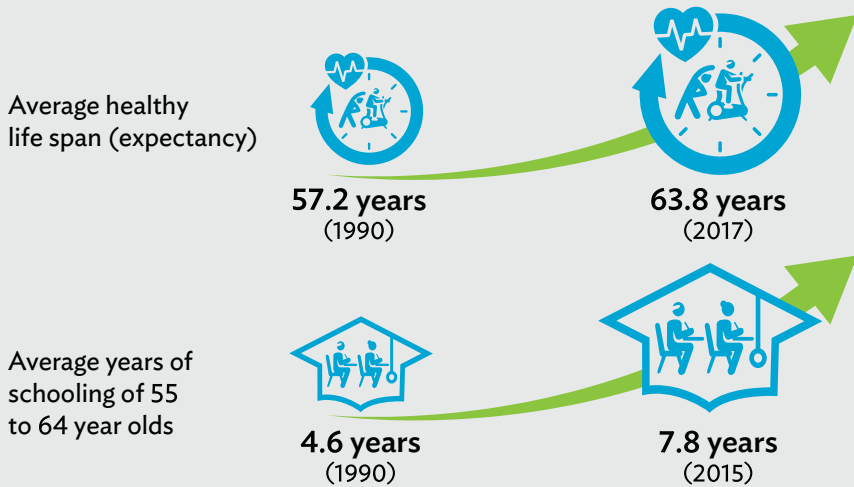 Average healthy
life span (expectancy)
57.2 years
(1990)
63.8 years
(2017)
Average years of
schooling of 55
to 64 year olds
4.6 years
(1990)
7.8 years
(2015)